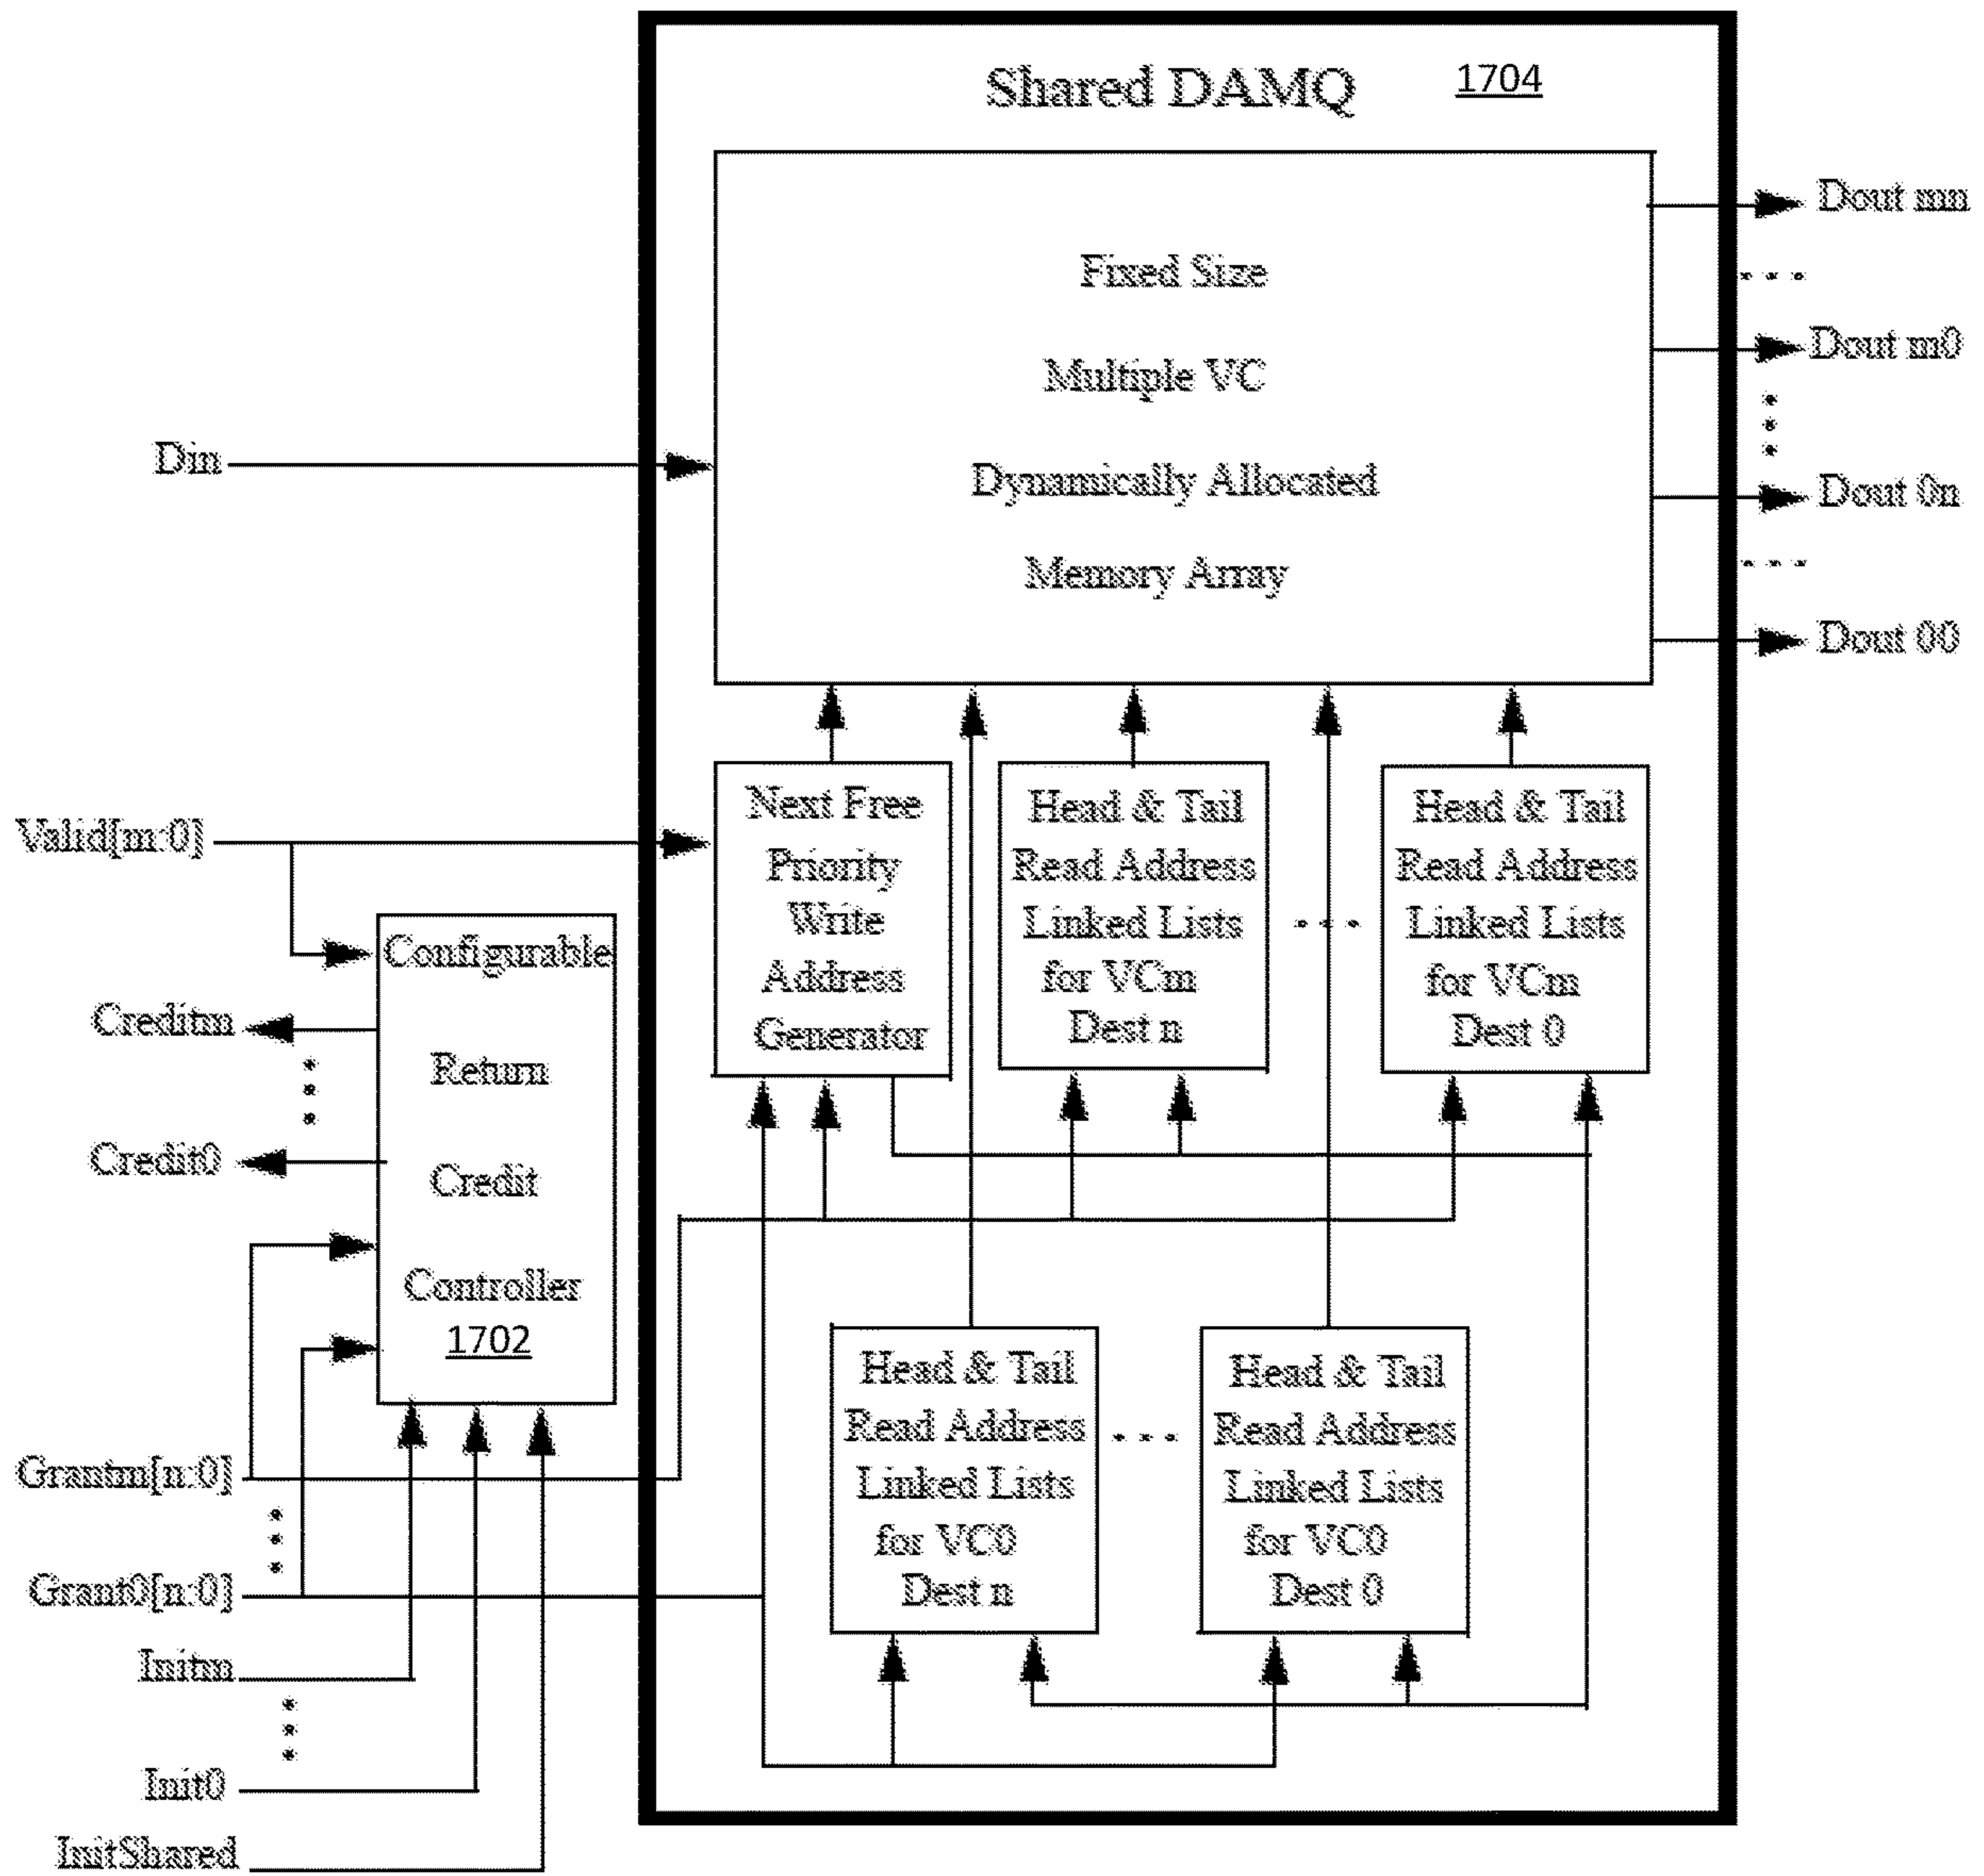 Shared DAMQ 1704
Fixed Size
Multiple VC
Dynamically Allocated
Memory Array
Dout mn
Dout m0
Dout 0n
Dout 00
Din
Valid[m:0]
Creditm
Credit0
Grantm[n:0]
Grant0[n:0]
Initm
Init0
InitShared
Configurable
Return
Credit
Controller
1702
Next Free
Priority
Write
Address
Generator
Head & Tail
Read Address
Linked Lists
for VCm
Dest n
Head & Tail
Read Address
Linked Lists
for VCm
Dest 0
Head & Tail
Read Address
Linked Lists
for VC0
Dest n
Head & Tail
Read Address
Linked Lists
for VC0
Dest 0